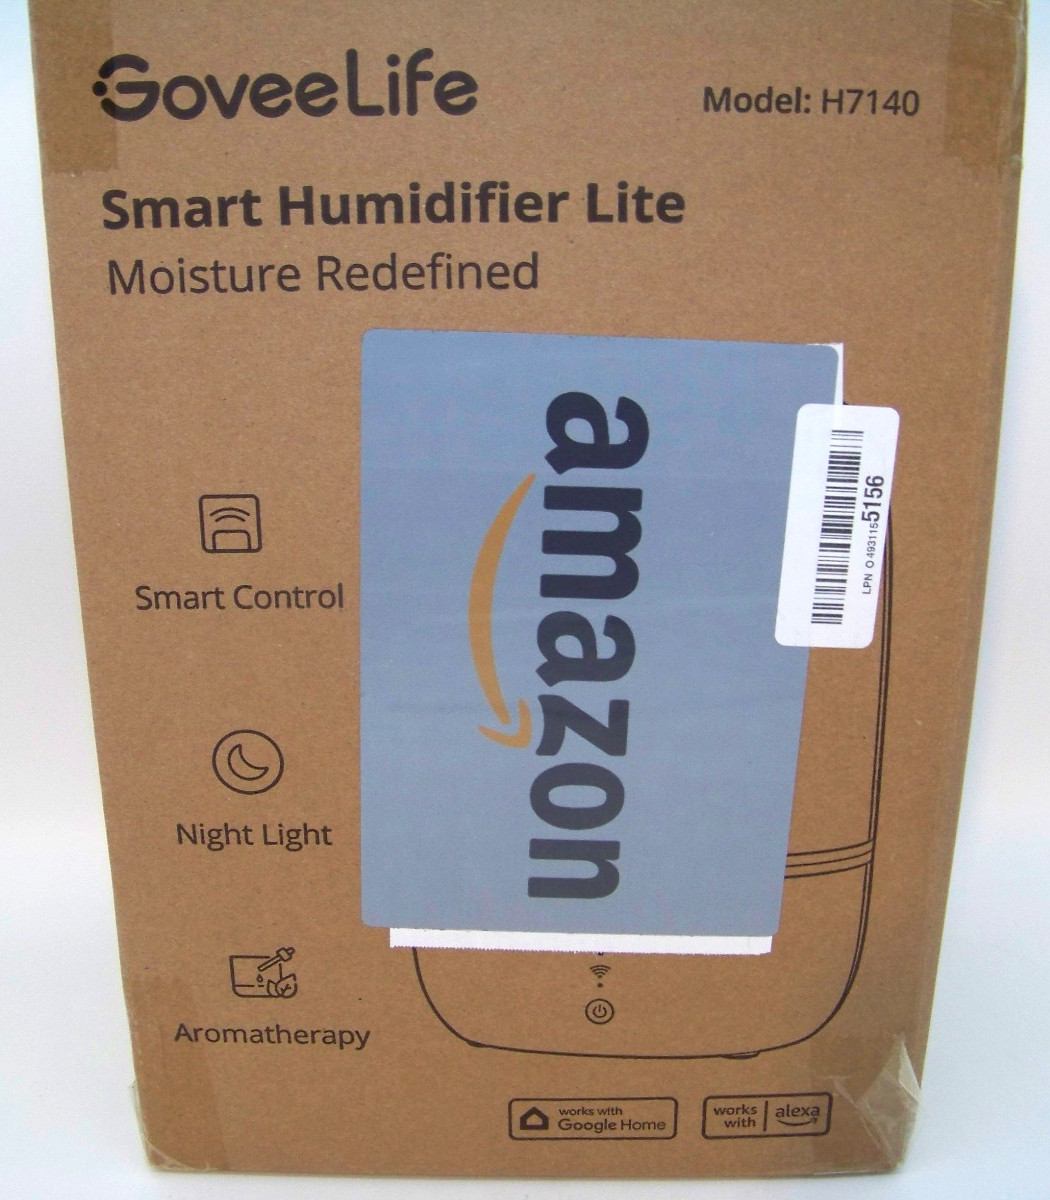 GoveeLife
Model: H7140
Smart Humidifier Lite
Moisture Redefined
amazon
LPN O 4931155156
Smart Control
Night Light
Aromatherapy
works with
Google Home
works
with
alexa